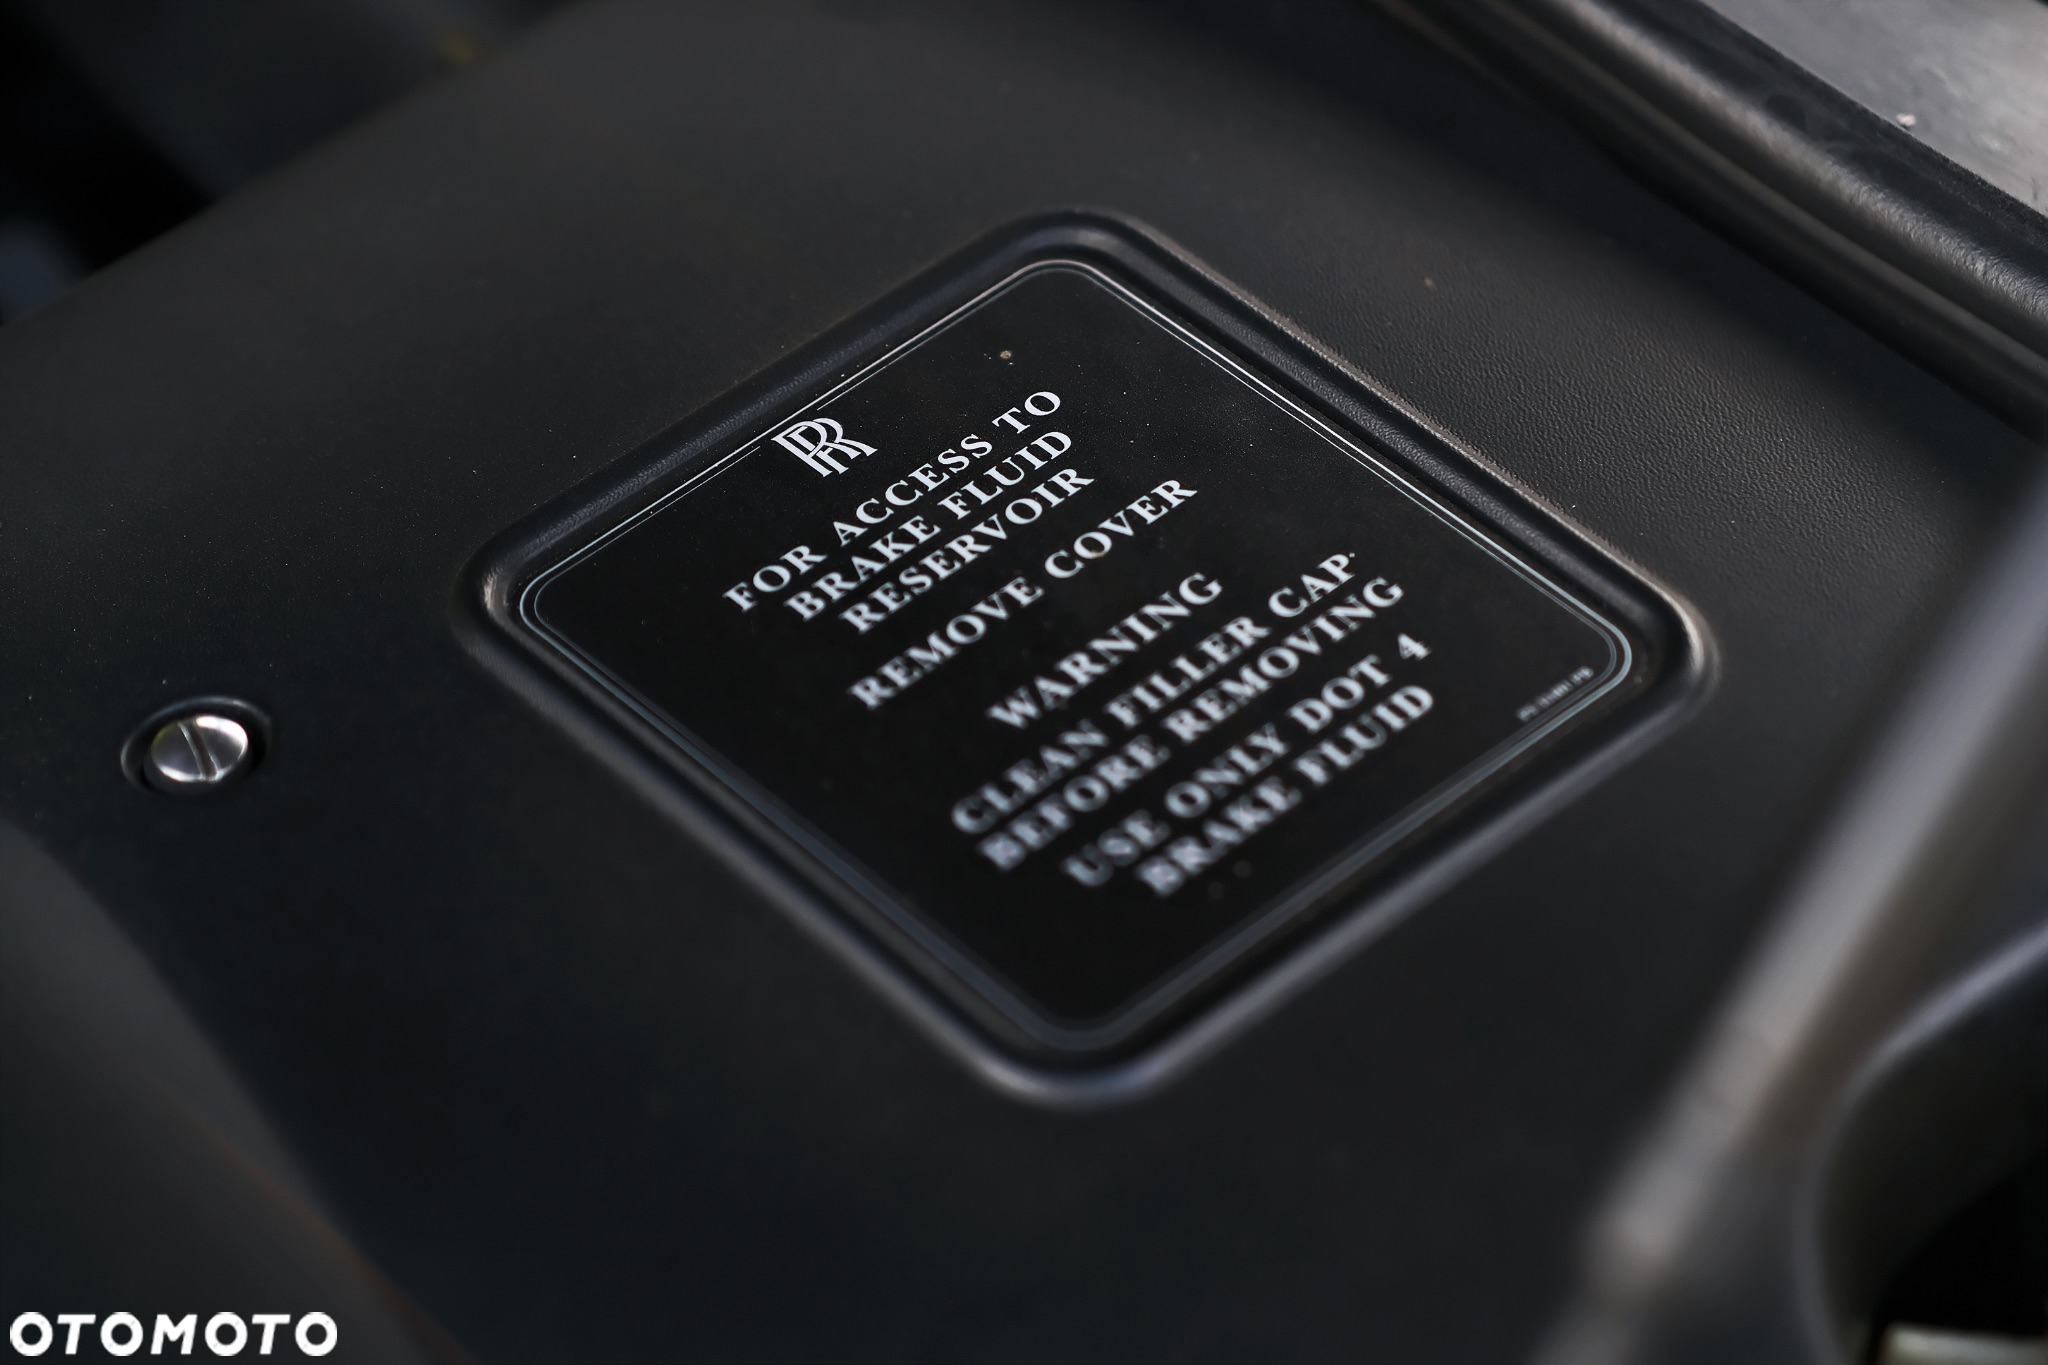 RR
FOR ACCESS TO
BRAKE FLUID
RESERVOIR
REMOVE COVER
WARNING
CLEAN FILLER CAP
BEFORE REMOVING
USE ONLY DOT 4
BRAKE FLUID
OTOMOTO